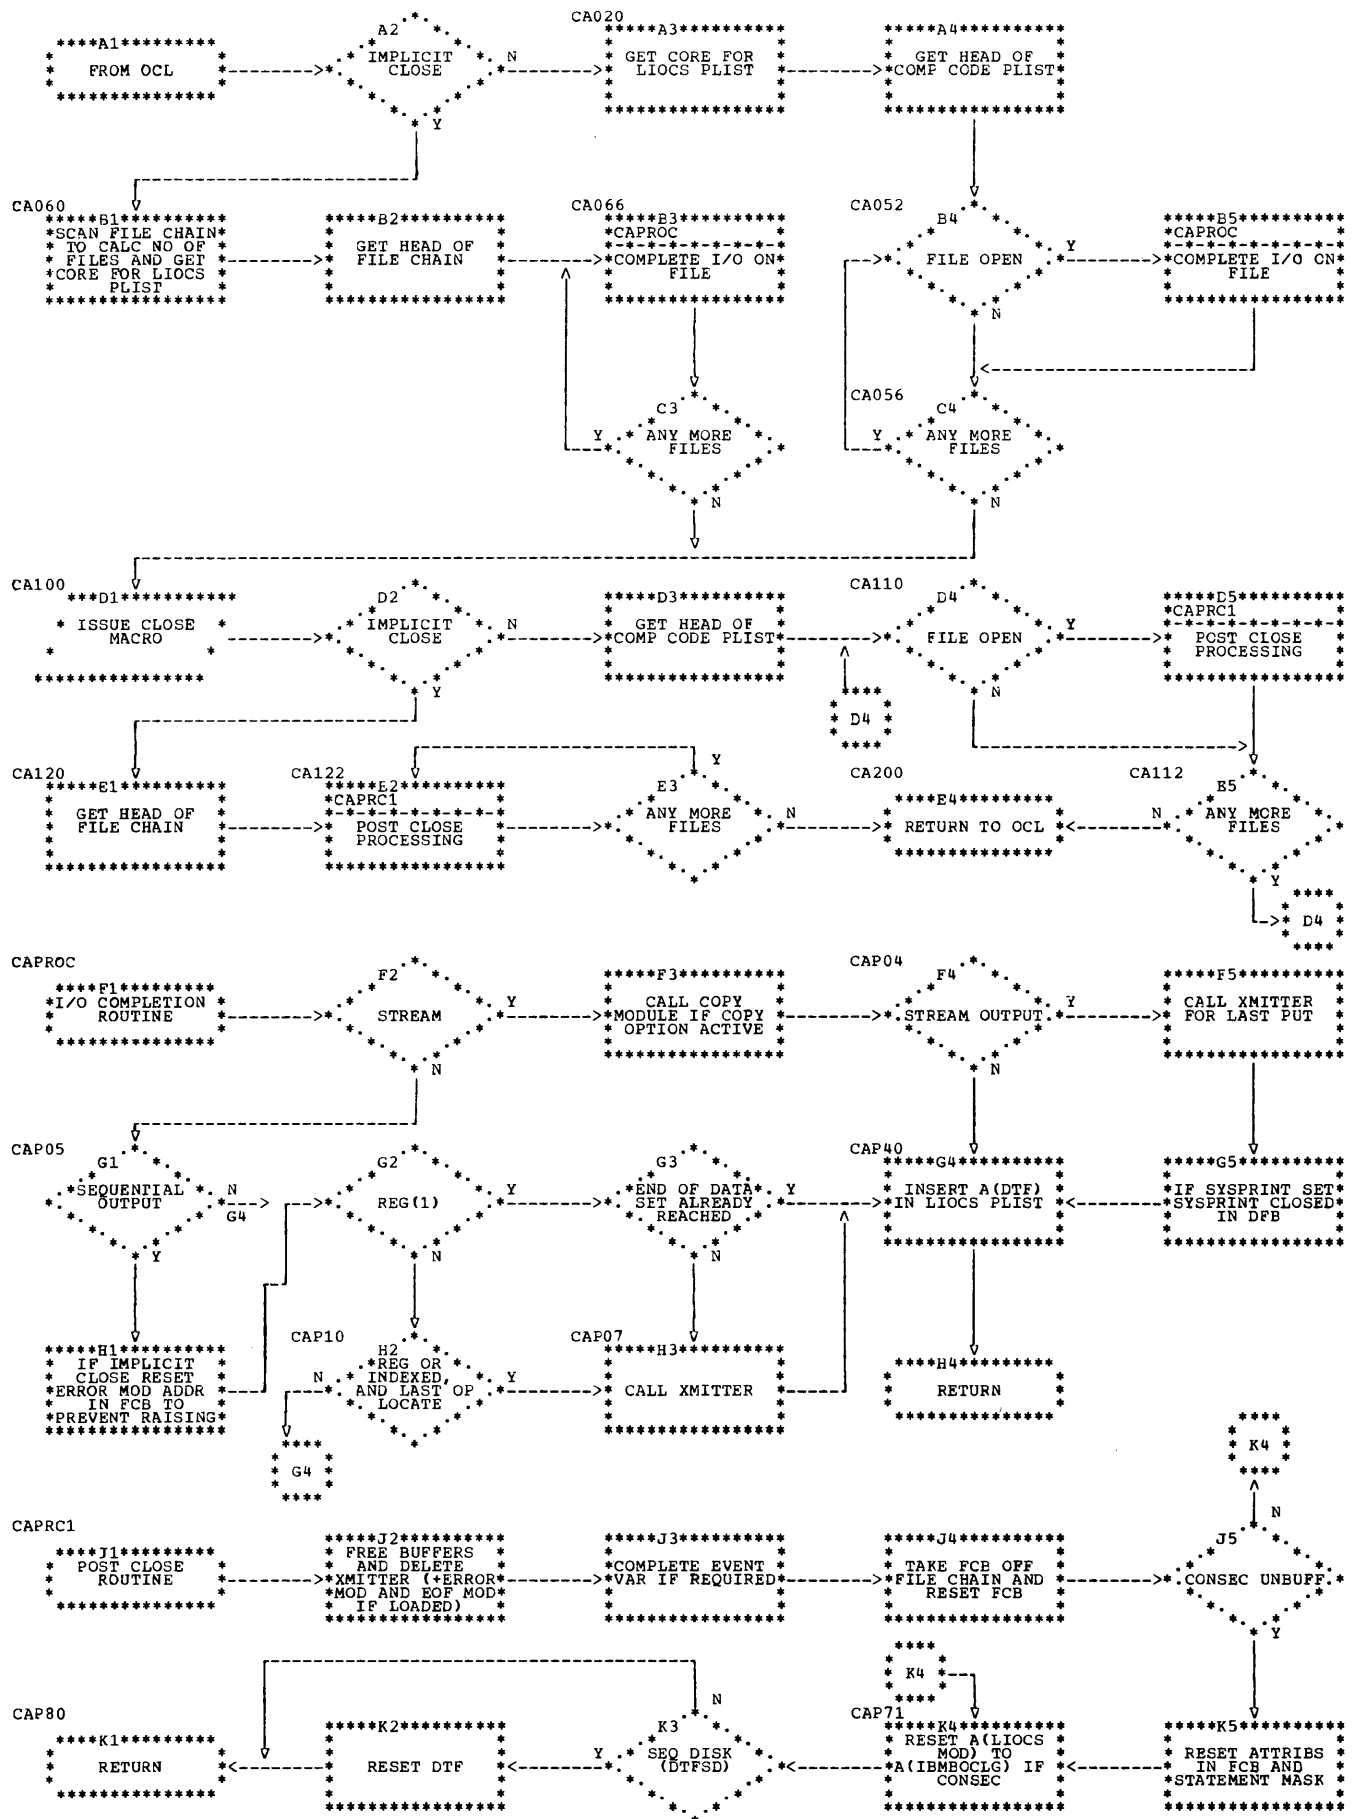 CA020
A1
FROM OCL
A2
IMPLICIT
CLOSE
N
Y
A3
GET CORE FOR
LIOCS PLIST
A4
GET HEAD OF
COMP CODE PLIST
CA060
B1
SCAN FILE CHAIN
TO CALC NO OF
FILES AND GET
CORE FOR LIOCS
PLIST
B2
GET HEAD OF
FILE CHAIN
CA066
B3
CAPROC
COMPLETE I/O ON
FILE
CA052
B4
FILE OPEN
Y
N
B5
CAPROC
COMPLETE I/O ON
FILE
C3
ANY MORE
FILES
Y
N
CA056
C4
ANY MORE
FILES
Y
N
CA100
D1
ISSUE CLOSE
MACRO
D2
IMPLICIT
CLOSE
N
Y
D3
GET HEAD OF
COMP CODE PLIST
CA110
D4
FILE OPEN
Y
N
D5
CAPRC1
POST CLOSE
PROCESSING
D4
CA120
E1
GET HEAD OF
FILE CHAIN
CA122
E2
CAPRC1
POST CLOSE
PROCESSING
Y
E3
ANY MORE
FILES
N
CA200
E4
RETURN TO OCL
CA112
E5
ANY MORE
FILES
N
Y
D4
CAPROC
F1
I/O COMPLETION
ROUTINE
F2
STREAM
Y
N
F3
CALL COPY
MODULE IF COPY
OPTION ACTIVE
CAP04
F4
STREAM OUTPUT
Y
N
F5
CALL XMITTER
FOR LAST PUT
CAP05
G1
SEQUENTIAL
OUTPUT
N
G4
Y
G2
REG(1)
Y
N
G3
END OF DATA
SET ALREADY
REACHED
Y
N
CAP40
G4
INSERT A(DTF)
IN LIOCS PLIST
G5
IF SYSPRINT SET
SYSPRINT CLOSED
IN DFB
H1
IF IMPLICIT
CLOSE RESET
ERROR MOD ADDR
IN FCB TO
PREVENT RAISING
CAP10
H2
REG OR
INDEXED,
AND LAST OP
LOCATE
N
Y
G4
CAP07
H3
CALL XMITTER
H4
RETURN
K4
CAPRC1
J1
POST CLOSE
ROUTINE
J2
FREE BUFFERS
AND DELETE
XMITTER (+ERROR
MOD AND EOF MOD
IF LOADED)
J3
COMPLETE EVENT
VAR IF REQUIRED
J4
TAKE FCB OFF
FILE CHAIN AND
RESET FCB
N
J5
CONSEC UNBUFF
Y
K4
CAP80
K1
RETURN
K2
RESET DTF
N
K3
SEQ DISK
(DTFSD)
Y
CAP71
K4
RESET A(LIOCS
MOD) TO
A(IBMBOCLG) IF
CONSEC
K5
RESET ATTRIBS
IN FCB AND
STATEMENT MASK